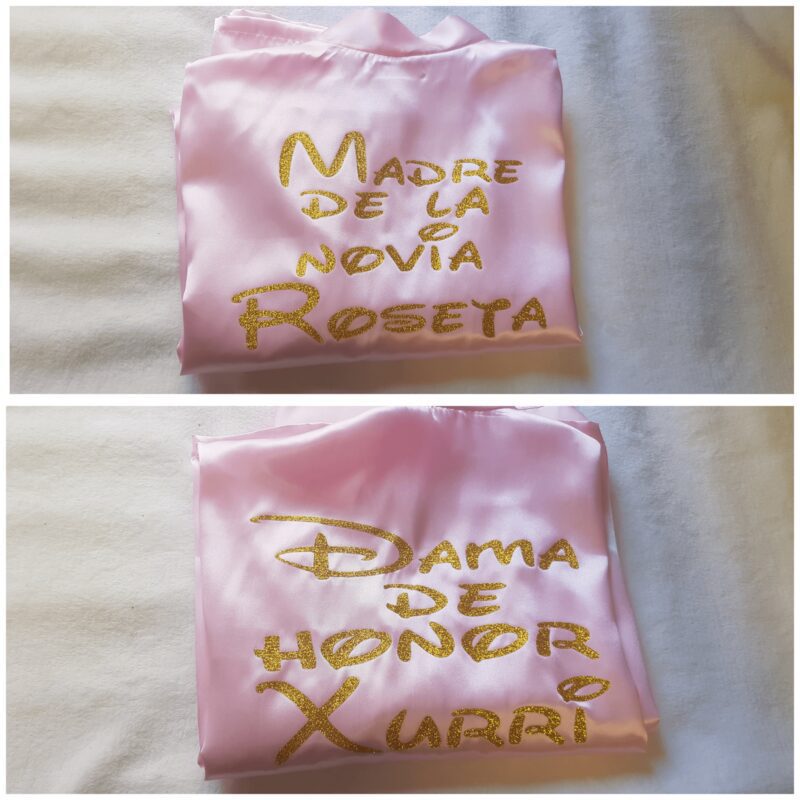 Madre
de la
novia
Roseta
Dama
de
honor
Xurri